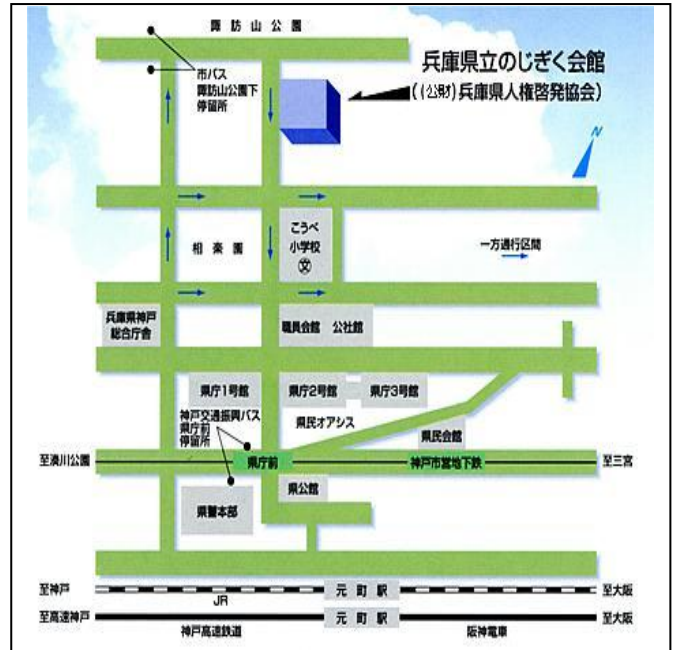 諏訪山公園
市バス
諏訪山公園下
停留所
兵庫県立のじぎく会館
((公財)兵庫県人権啓発協会)
N
こうべ
小学校
文
相楽園
一方通行区間
兵庫県神戸
総合庁舎
職員会館 公社館
県庁1号館
県庁2号館
県庁3号館
神戸交通振興バス
県庁前
停留所
県民オアシス
県民会館
至湊川公園
県庁前
神戸市営地下鉄
至三宮
県公館
県警本部
至神戸
元町駅
至大阪
JR
至高速神戸
元町駅
至大阪
神戸高速鉄道
阪神電車